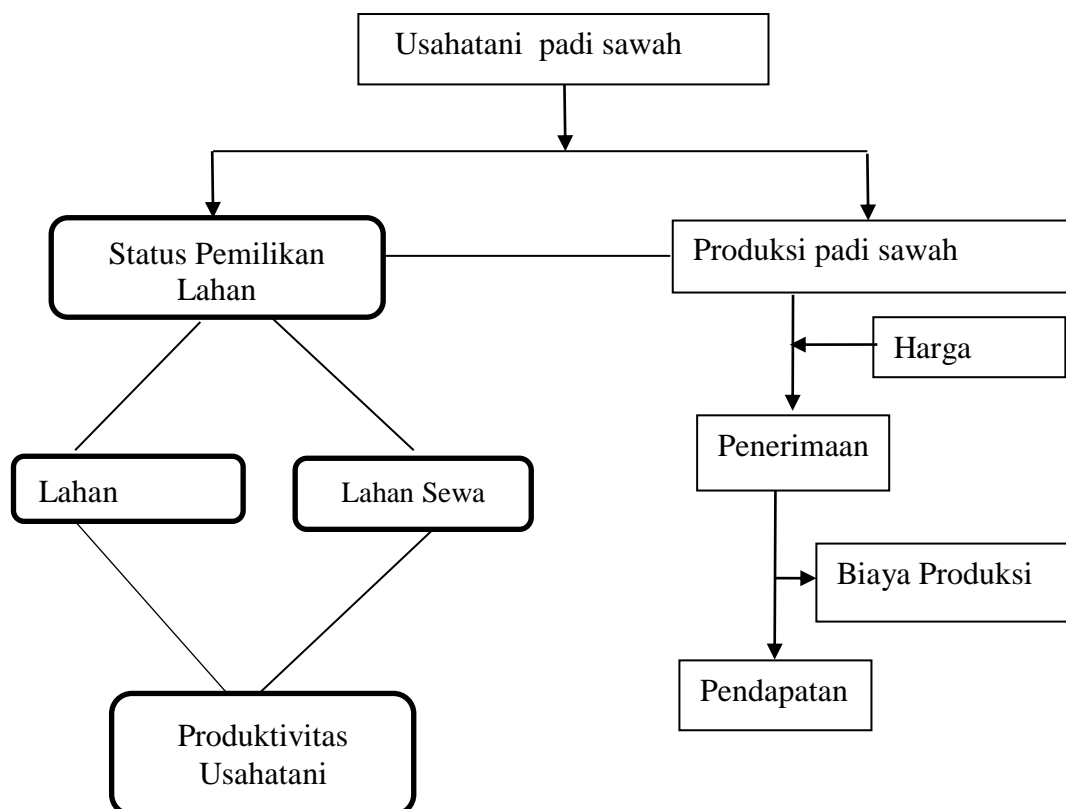 Usahatani padi sawah
Status Pemilikan
Lahan
Produksi padi sawah
Harga
Penerimaan
Lahan
Lahan Sewa
Biaya Produksi
Pendapatan
Produktivitas
Usahatani